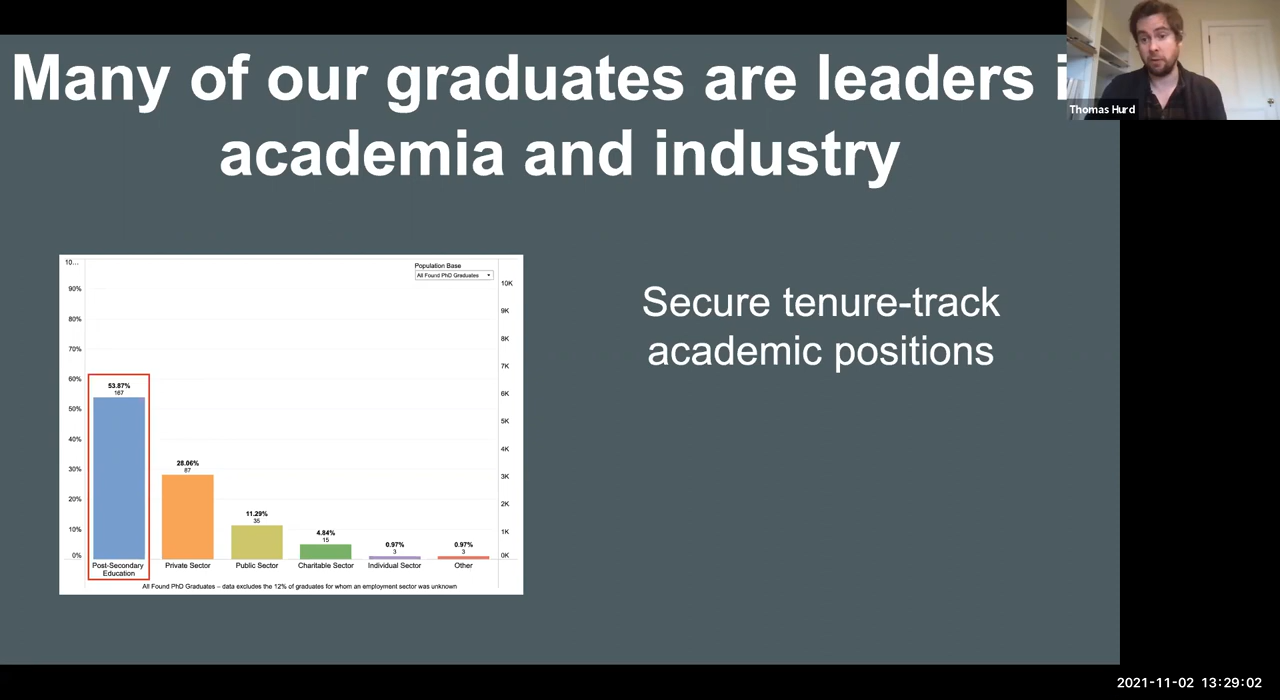 Many of our graduates are leaders i
academia and industry
Thomas Hurd
Secure tenure-track
academic positions
Population Base
All Found PhD Graduates
10...
90%
80%
70%
60%
50%
40%
30%
20%
10%
0%
10K
9K
8K
7K
6K
5K
4K
3K
2K
1K
0K
53.87%
167
28.06%
87
11.29%
35
4.84%
15
0.97%
3
0.97%
3
Post-Secondary
Education
Private Sector
Public Sector
Charitable Sector
Individual Sector
Other
All Found PhD Graduates – data excludes the 12% of graduates for whom an employment sector was unknown
2021-11-02 13:29:02